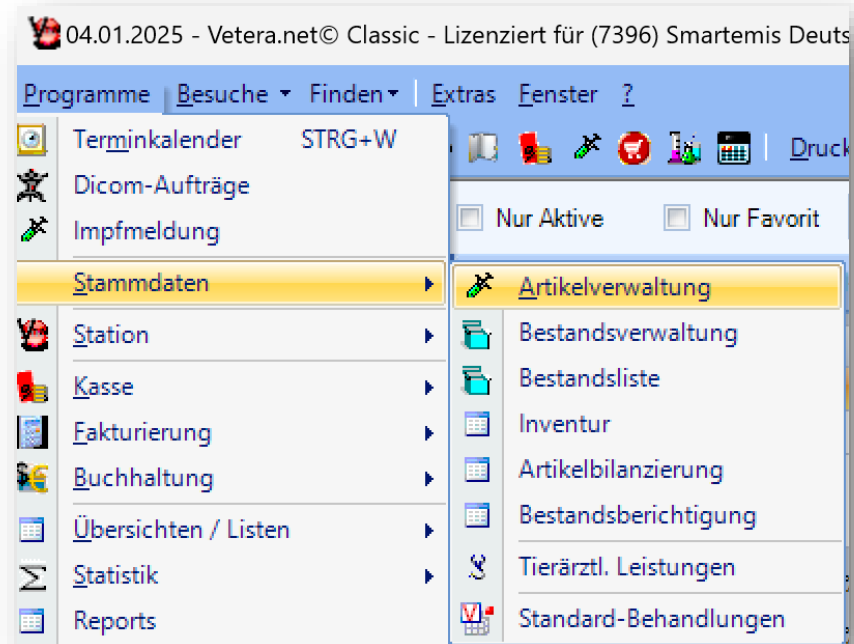 04.01.2025 - Vetera.net© Classic - Lizenziert für (7396) Smartemis Deuts
Programme Besuche Finden Extras Fenster ?
Druck
Nur Aktive Nur Favorit
Terminkalender STRG+W
Dicom-Aufträge
Impfmeldung
Stammdaten
Station
Kasse
Fakturierung
Buchhaltung
Übersichten / Listen
Statistik
Reports
Artikelverwaltung
Bestandsverwaltung
Bestandsliste
Inventur
Artikelbilanzierung
Bestandsberichtigung
Tierärztl. Leistungen
Standard-Behandlungen